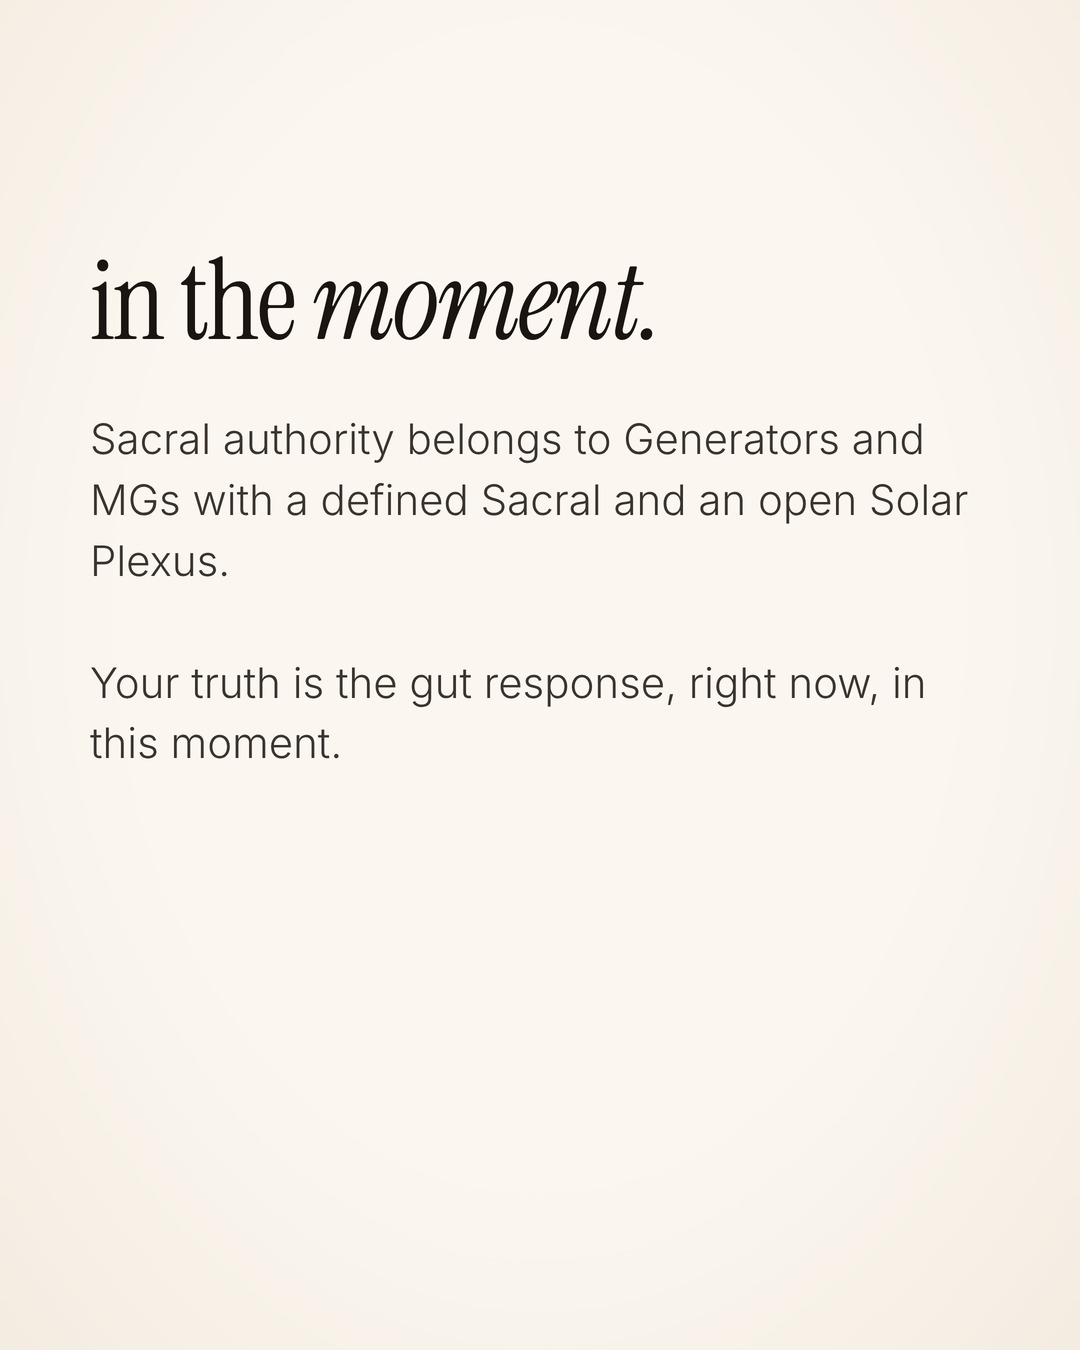 in the moment.
Sacral authority belongs to Generators and
MGs with a defined Sacral and an open Solar
Plexus.
Your truth is the gut response, right now, in
this moment.